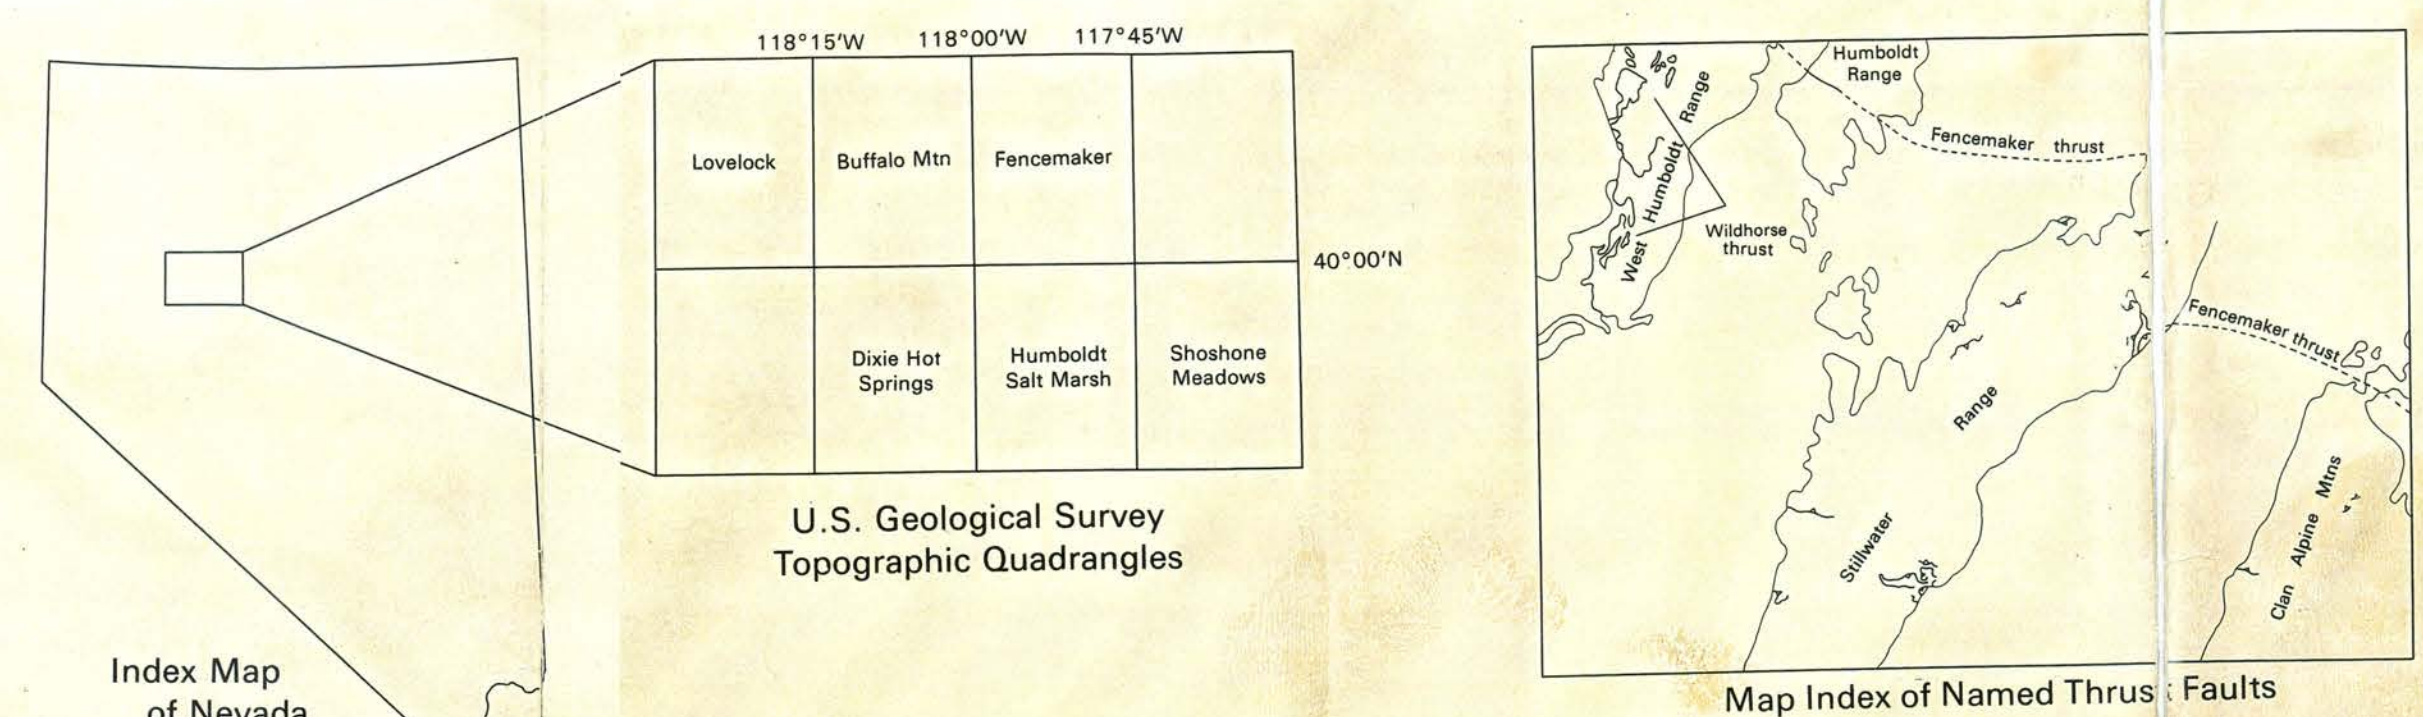 Index Map
of Nevada
118°15'W 118°00'W 117°45'W
Lovelock
Buffalo Mtn
Fencemaker
40°00'N
Dixie Hot
Springs
Humboldt
Salt Marsh
Shoshone
Meadows
U.S. Geological Survey
Topographic Quadrangles
Humboldt
Range
West Humboldt Range
Fencemaker thrust
Wildhorse
thrust
Fencemaker thrust
Stillwater Range
Clan Alpine Mtns
Map Index of Named Thrust Faults